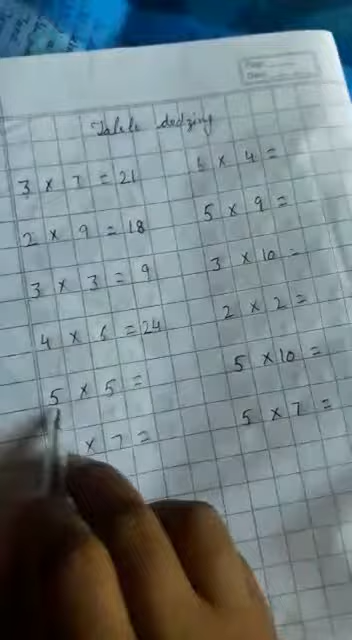 Table dodging
3 x 7 = 21
2 x 9 = 18
3 x 3 = 9
4 x 6 = 24
5 x 5 =
x 7 =
x 4 =
5 x 9 =
3 x 10 =
2 x 2 =
5 x 10 =
5 x 7 =